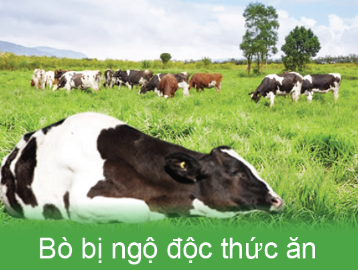 Bò bị ngộ độc thức ăn